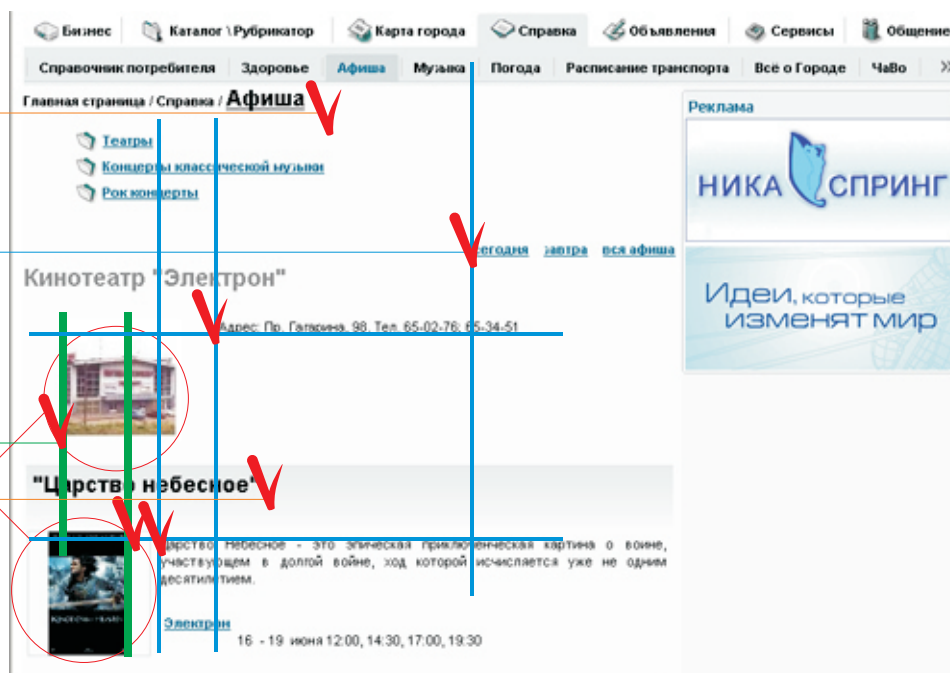 Бизнес Каталог \ Рубрикатор Карта города Справка Объявления Сервисы Общение
Справочник потребителя Здоровье Афиша Музыка Погода Расписание транспорта Всё о Городе ЧаВо »
Главная страница / Справка / Афиша
Реклама
Театры
Концерты классической музыки
Рок концерты
НИКА СПРИНГ
сегодня завтра вся афиша
Кинотеатр "Электрон"
Идеи, которые
изменят мир
Адрес: Пр. Гагарина, 98, Тел. 65-02-76; 65-34-51
"Царство небесное"
Царство Небесное - это эпическая приключенческая картина о воине,
участвующем в долгой войне, ход которой исчисляется уже не одним
десятилетием.
Электрон
16 - 19 июня 12:00, 14:30, 17:00, 19:30